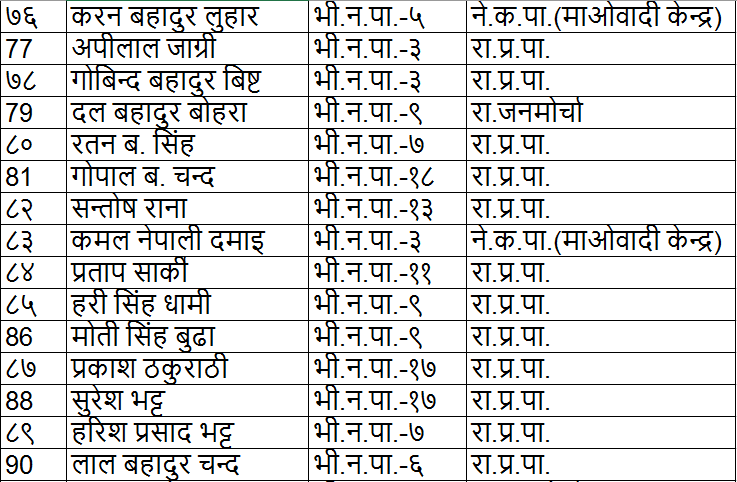 ७६ करन बहादुर लुहार भी.न.पा.-५ ने.क.पा.(माओवादी केन्द्र)
77 अपीलाल जाग्री भी.न.पा.-३ रा.प्र.पा.
७८ गोबिन्द बहादुर बिष्ट भी.न.पा.-३ रा.प्र.पा.
79 दल बहादुर बोहरा भी.न.पा.-९ रा.जनमोर्चा
८० रतन ब. सिंह भी.न.पा.-७ रा.प्र.पा.
81 गोपाल ब. चन्द भी.न.पा.-१८ रा.प्र.पा.
८२ सन्तोष राना भी.न.पा.-१३ रा.प्र.पा.
८३ कमल नेपाली दमाइ भी.न.पा.-३ ने.क.पा.(माओवादी केन्द्र)
८४ प्रताप सार्की भी.न.पा.-११ रा.प्र.पा.
८५ हरी सिंह धामी भी.न.पा.-९ रा.प्र.पा.
86 मोती सिंह बुढा भी.न.पा.-९ रा.प्र.पा.
८७ प्रकाश ठकुराठी भी.न.पा.-१७ रा.प्र.पा.
88 सुरेश भट्ट भी.न.पा.-१७ रा.प्र.पा.
८९ हरिश प्रसाद भट्ट भी.न.पा.-७ रा.प्र.पा.
90 लाल बहादुर चन्द भी.न.पा.-६ रा.प्र.पा.